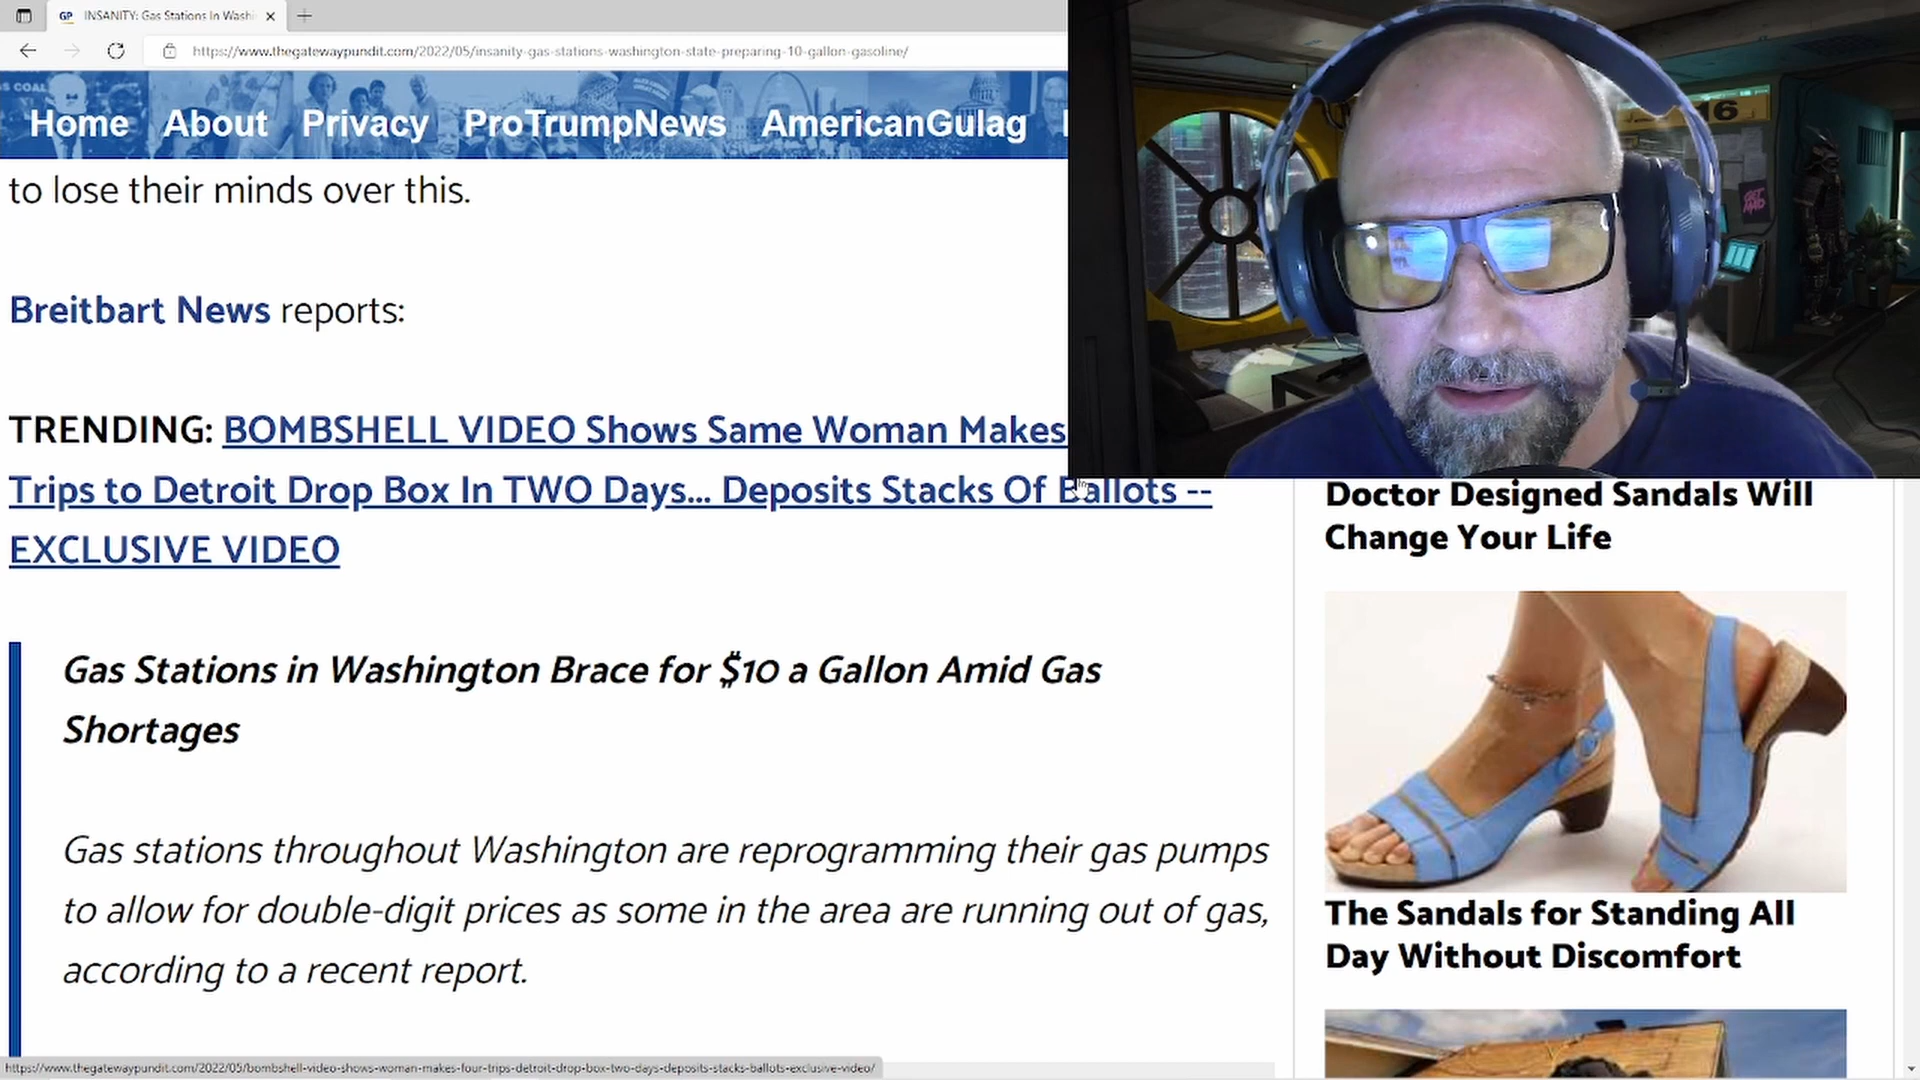 GP INSANITY: Gas Stations In Washi
https://www.thegatewaypundit.com/2022/05/insanity-gas-stations-washington-state-preparing-10-gallon-gasoline/
S COAL
Home About Privacy ProTrumpNews AmericanGulag
16
to lose their minds over this.
Breitbart News reports:
TRENDING: BOMBSHELL VIDEO Shows Same Woman Makes
Trips to Detroit Drop Box In TWO Days... Deposits Stacks Of Ballots --
EXCLUSIVE VIDEO
Gas Stations in Washington Brace for $10 a Gallon Amid Gas
Shortages
Gas stations throughout Washington are reprogramming their gas pumps
to allow for double-digit prices as some in the area are running out of gas,
according to a recent report.
Doctor Designed Sandals Will
Change Your Life
The Sandals for Standing All
Day Without Discomfort
https://www.thegatewaypundit.com/2022/05/bombshell-video-shows-woman-makes-four-trips-detroit-drop-box-two-days-deposits-stacks-ballots-exclusive-video/